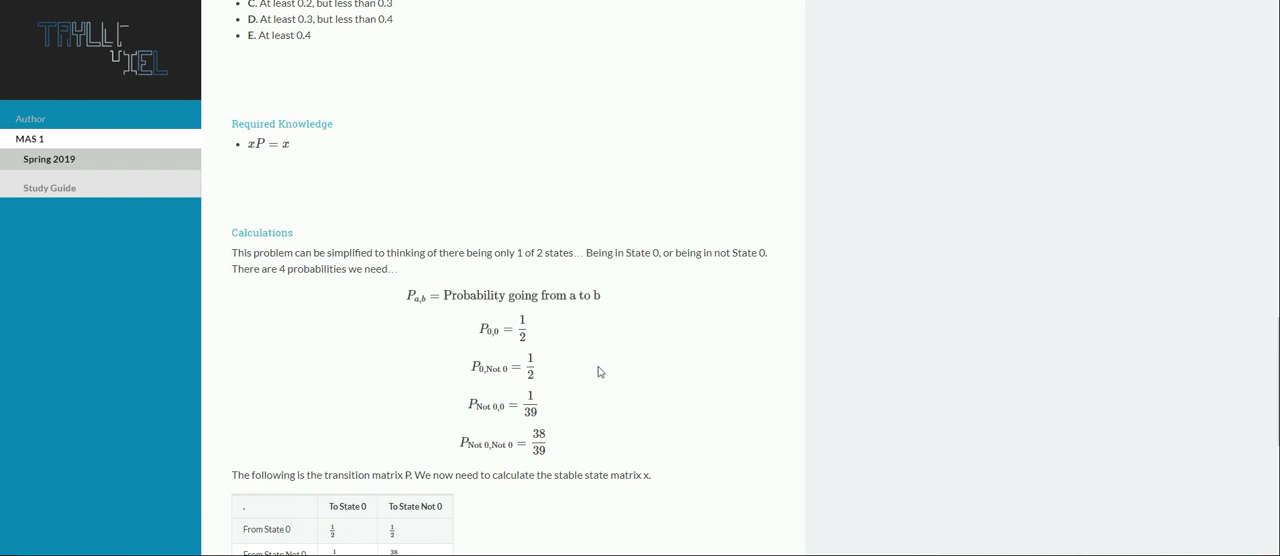 C. At least 0.2, but less than 0.3
D. At least 0.3, but less than 0.4
E. At least 0.4
Author
MAS 1
Spring 2019
Study Guide
Required Knowledge
xP = x
Calculations
This problem can be simplified to thinking of there being only 1 of 2 states… Being in State 0, or being in not State 0.
There are 4 probabilities we need…
P_{a,b} = Probability going from a to b
P_{0,0} = 1/2
P_{0,Not 0} = 1/2
P_{Not 0,0} = 1/39
P_{Not 0,Not 0} = 38/39
The following is the transition matrix P. We now need to calculate the stable state matrix x.
. To State 0 To State Not 0
From State 0 1/2 1/2
From State Not 0 1 38